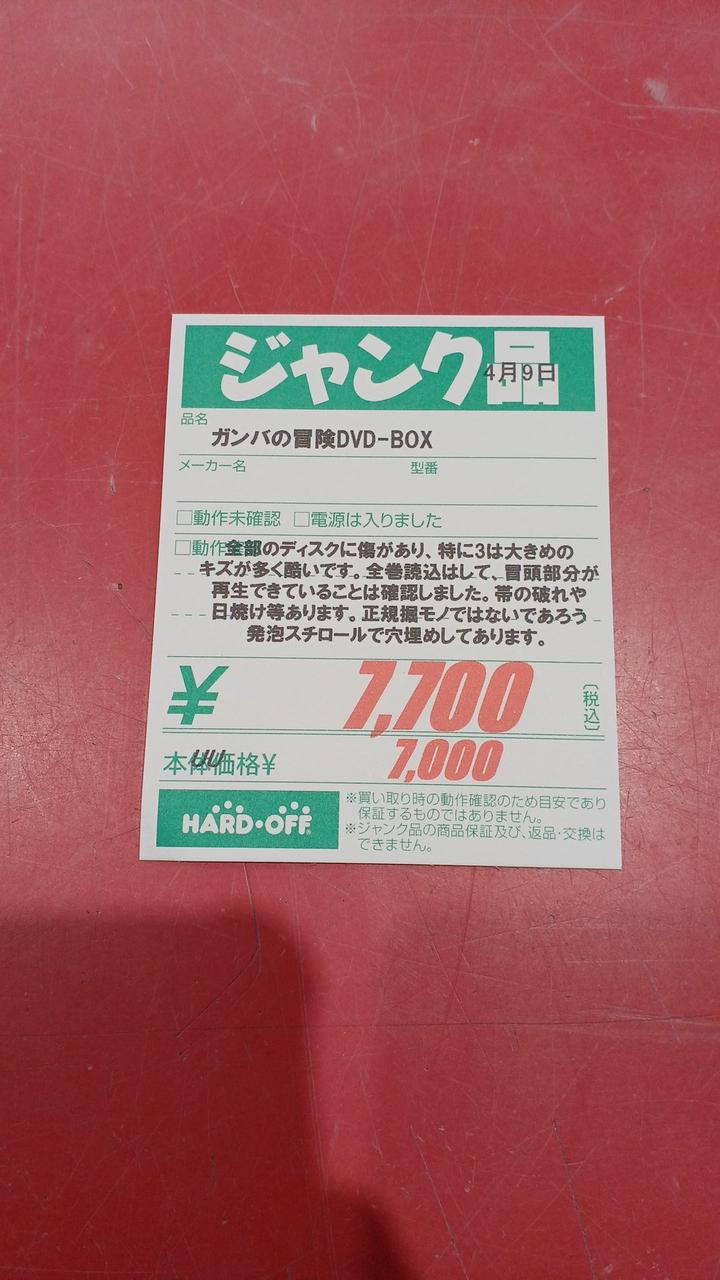 ジャンク品
4月9日
品名
ガンバの冒険DVD-BOX
メーカー名 型番
□動作未確認 □電源は入りました
□動作
全部のディスクに傷があり、特に3は大きめの
キズが多く酷いです。全巻読込はして、冒頭部分が
再生できていることは確認しました。帯の破れや
日焼け等あります。正規掘モノではないであろう
発泡スチロールで穴埋めしてあります。
¥ 7,700 (税込)
本体価格¥ 7,000
HARD・OFF
※買い取り時の動作確認のため目安であり
保証するものではありません。
※ジャンク品の商品保証及び、返品・交換は
できません。